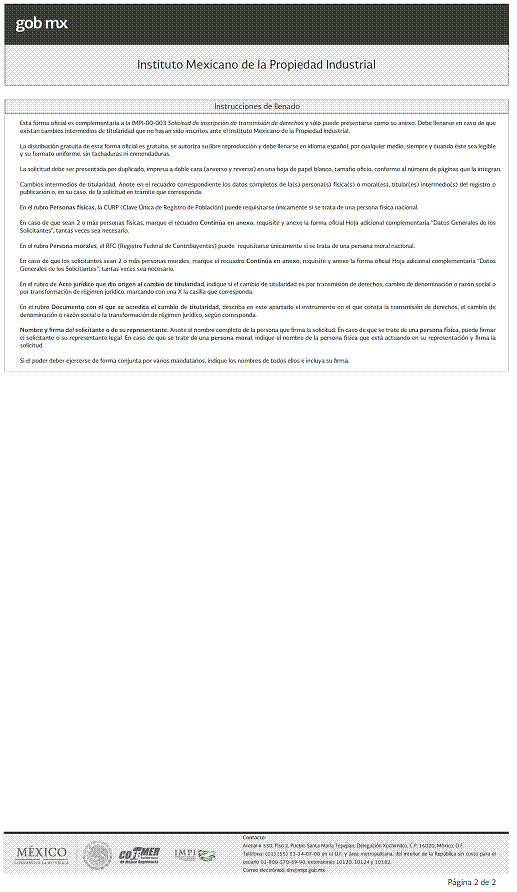 gob mx
Instituto Mexicano de la Propiedad Industrial
Instrucciones de llenado
Esta forma oficial es complementaria a la IMPI-00-003 Solicitud de inscripción de transmisión de derechos y sólo puede presentarse como su anexo. Debe llenarse en caso de que
existan cambios intermedios de titularidad que no hayan sido inscritos ante el Instituto Mexicano de la Propiedad Industrial.
La distribución gratuita de esta forma oficial es gratuita, se autoriza su libre reproducción y debe llenarse en idioma español, por cualquier medio, siempre y cuando éste sea legible
y su formato uniforme, sin tachaduras ni enmendaduras.
La solicitud debe ser presentada por duplicado, impresa a doble cara (anverso y reverso) en una hoja de papel blanco, tamaño oficio, conforme al número de páginas que la integran.
Cambios intermedios de titularidad. Anote en el recuadro correspondiente los datos completos de la(s) persona(s) física(s) o moral(es), titular(es) intermedio(s) del registro o
publicación o, en su caso, de la solicitud en trámite que corresponda.
En el rubro Personas físicas, la CURP (Clave Única de Registro de Población) puede requisitarse únicamente si se trata de una persona física nacional.
En caso de que sean 2 o más personas físicas, marque el recuadro Continúa en anexo, requisite y anexe la forma oficial Hoja adicional complementaria "Datos Generales de los
Solicitantes", tantas veces sea necesario.
En el rubro Persona morales, el RFC (Registro Federal de Contribuyentes) puede requisitarse únicamente si se trata de una persona moral nacional.
En caso de que los solicitantes sean 2 o más personas morales, marque el recuadro Continúa en anexo, requisite y anexe la forma oficial Hoja adicional complementaria "Datos
Generales de los Solicitantes", tantas veces sea necesario.
En el rubro de Acto jurídico que dio origen al cambio de titularidad, indique si el cambio de titularidad es por transmisión de derechos, cambio de denominación o razón social o
por transformación de régimen jurídico, marcando con una X la casilla que corresponda.
En el rubro Documento con el que se acredita el cambio de titularidad, describa en este apartado el instrumento en el que consta la transmisión de derechos, el cambio de
denominación o razón social o la transformación de régimen jurídico, según corresponda.
Nombre y firma del solicitante o de su representante. Anote el nombre completo de la persona que firma la solicitud. En caso de que se trate de una persona física, puede firmar
el solicitante o su representante legal. En caso de que se trate de una persona moral, indique el nombre de la persona física que está actuando en su representación y firma la
solicitud.
Si el poder deber ejercerse de forma conjunta por varios mandatarios, indique los nombres de todos ellos e incluya su firma.
MÉXICO
GOBIERNO DE LA REPÚBLICA
COFEMER
de Mejora Regulatoria
IMPI
Contacto:
Arenal # 550, Piso 2, Pueblo Santa María Tepepan, Delegación Xochimilco, C.P. 16020, México, D.F.
Teléfono: (01) (55) 53-34-07-00 en el D.F. y área metropolitana, del interior de la República sin costo para el
usuario 01-800-570-59-90, extensiones 10120, 10124 y 10182.
Correo electrónico: dms@impi.gob.mx
Página 2 de 2